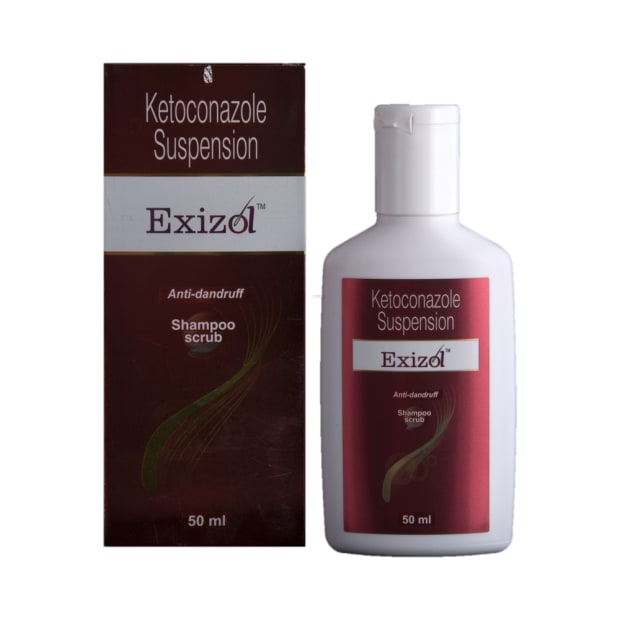 Ketoconazole
Suspension
Exizol™
Anti-dandruff
Shampoo
scrub
50 ml
Ketoconazole
Suspension
Exizol™
Anti-dandruff
Shampoo
scrub
50 ml